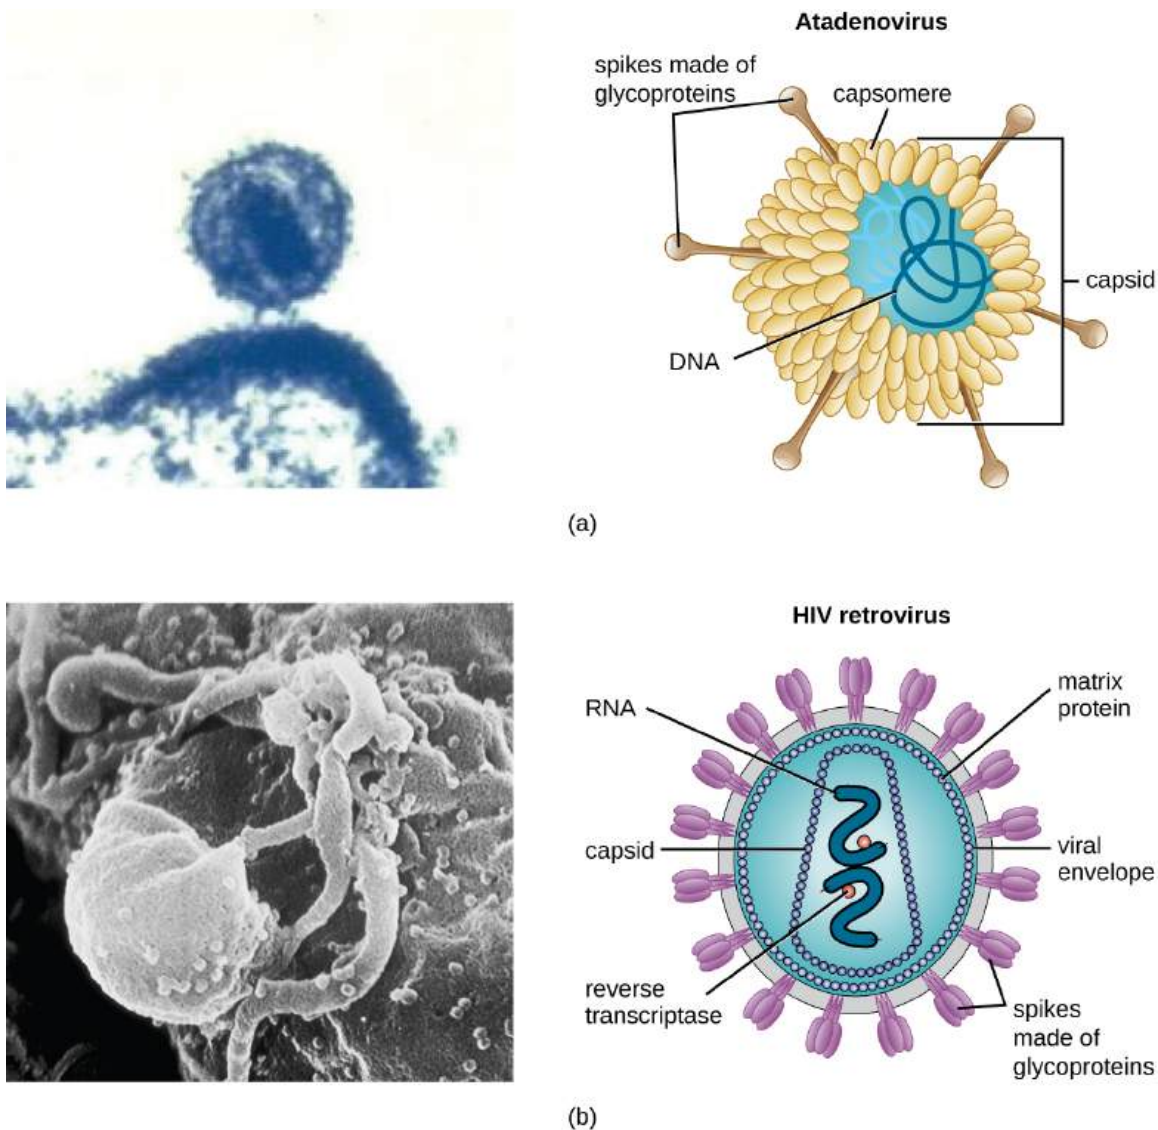 Atadenovirus
spikes made of
glycoproteins
capsomere
capsid
DNA
(a)
HIV retrovirus
RNA
matrix
protein
capsid
viral
envelope
reverse
transcriptase
spikes
made of
glycoproteins
(b)